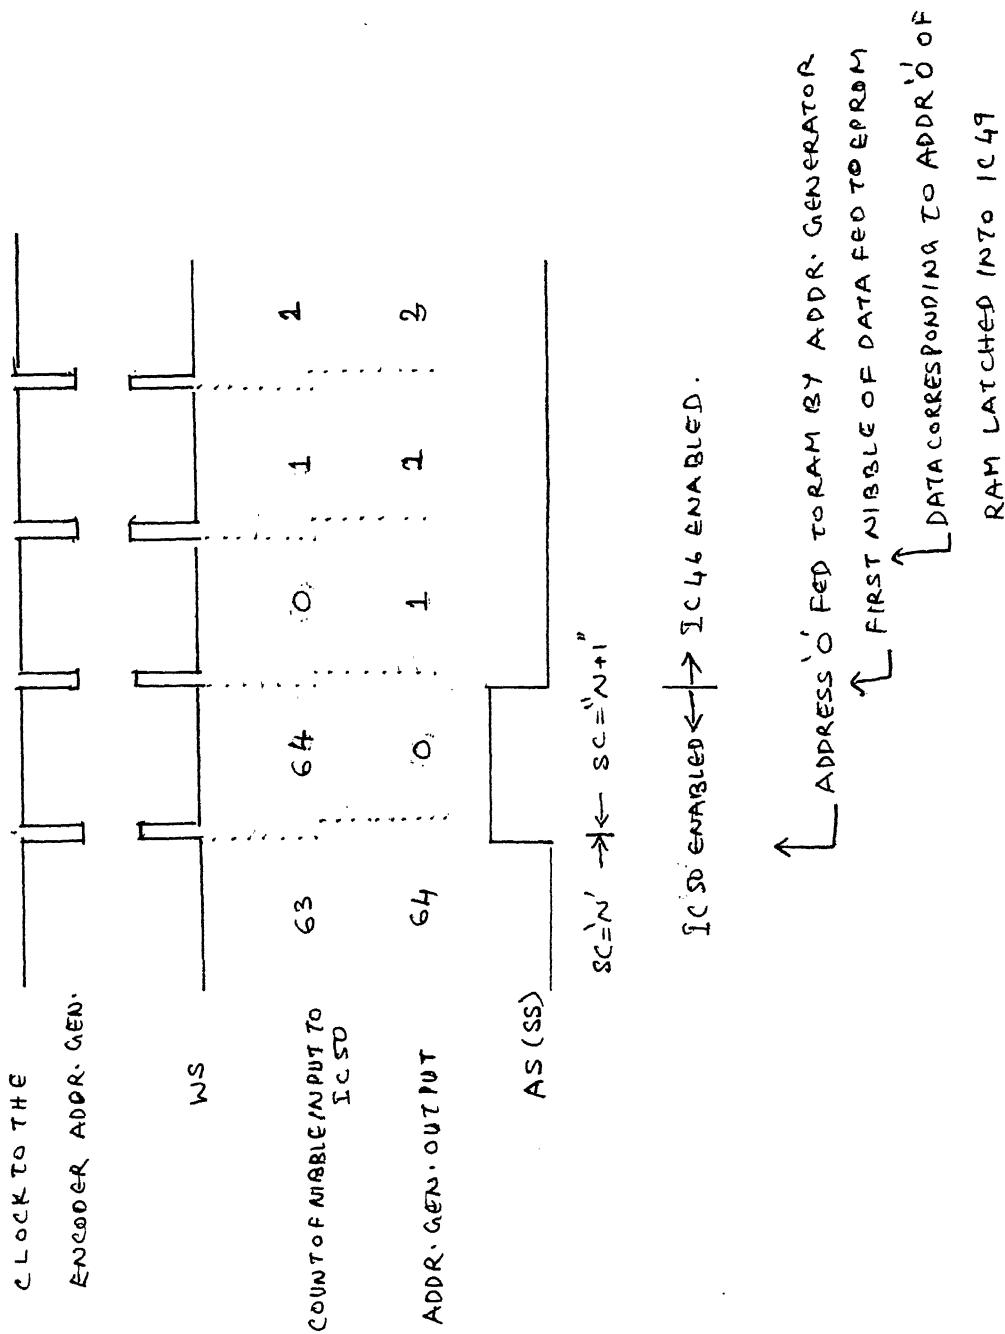 CLOCK TO THE
ENCODER ADDR. GEN.
WS
COUNT OF NIBBLE INPUT TO
IC 50
63 64 0 1 2
ADDR. GEN. OUTPUT
64 0 1 2 3
AS (SS)
SC='N' SC="N+1"
IC 50 ENABLED IC 46 ENABLED.
ADDRESS 'O' FED TO RAM BY ADDR. GENERATOR
FIRST NIBBLE OF DATA FED TO EPROM
DATA CORRESPONDING TO ADDR 'O' OF
RAM LATCHED INTO IC 49